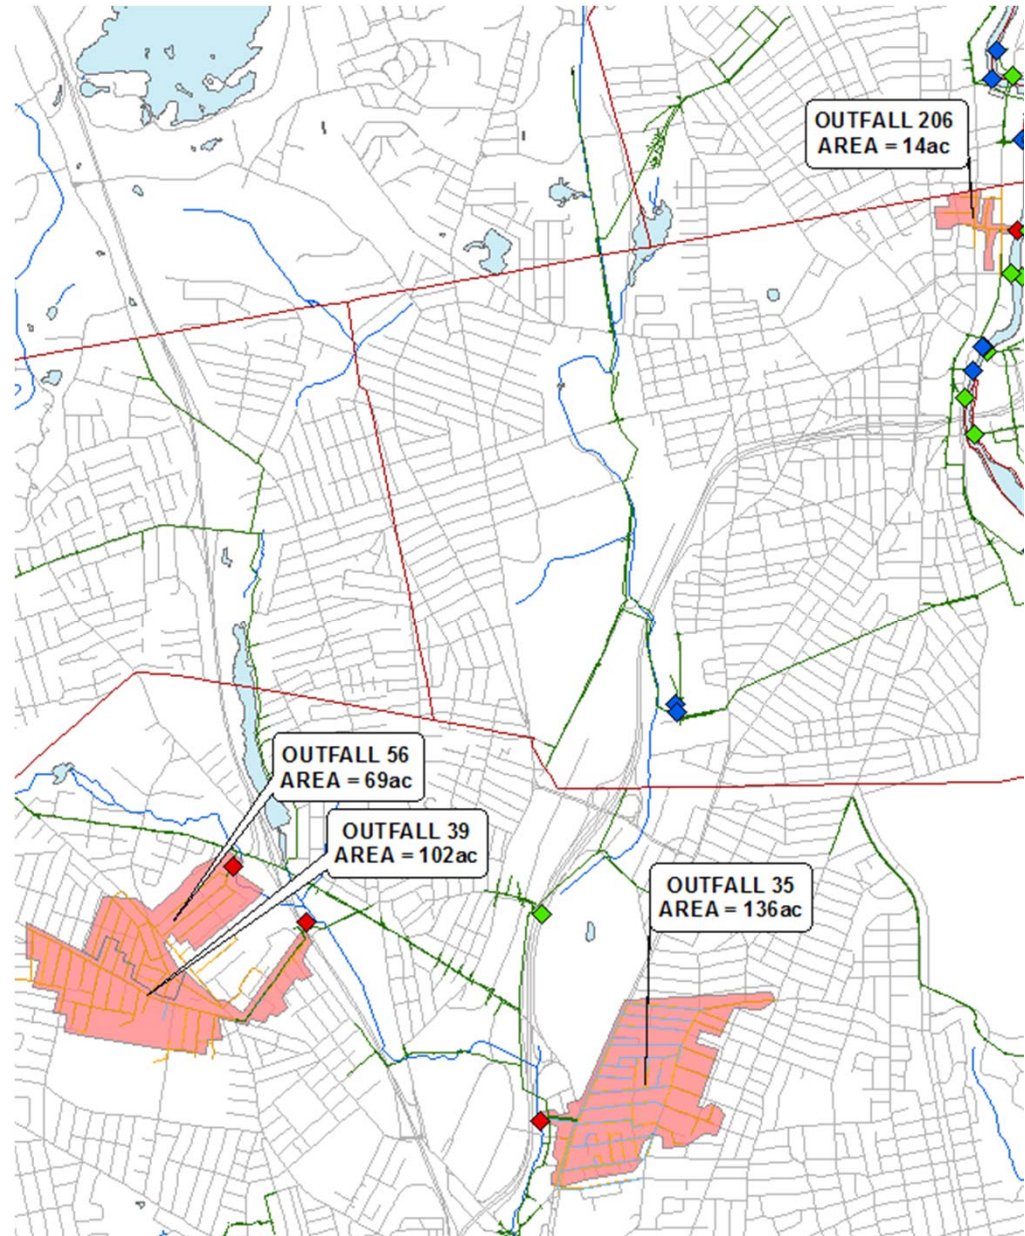 OUTFALL 206
AREA = 14ac
OUTFALL 56
AREA = 69ac
OUTFALL 39
AREA = 102ac
OUTFALL 35
AREA = 136ac